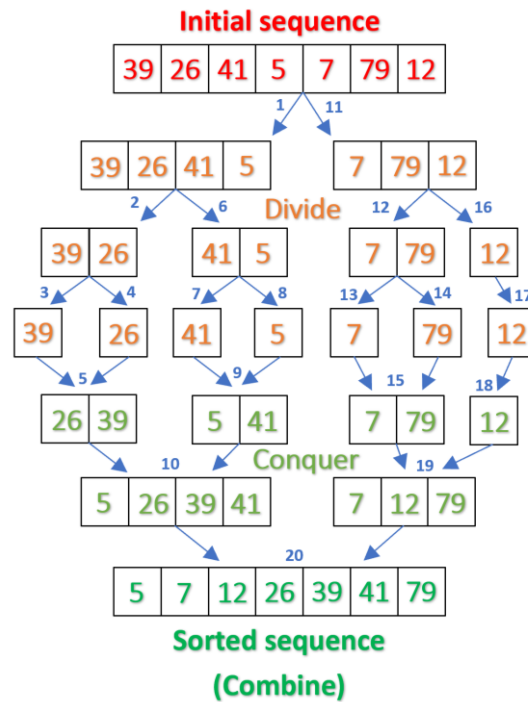 Initial sequence
39 26 41 5 7 79 12
1 11
39 26 41 5 7 79 12
2 6 Divide 12 16
39 26 41 5 7 79 12
3 4 7 8 13 14 17
39 26 41 5 7 79 12
5 9 15 18
26 39 5 41 7 79 12
10 Conquer 19
5 26 39 41 7 12 79
20
5 7 12 26 39 41 79
Sorted sequence
(Combine)